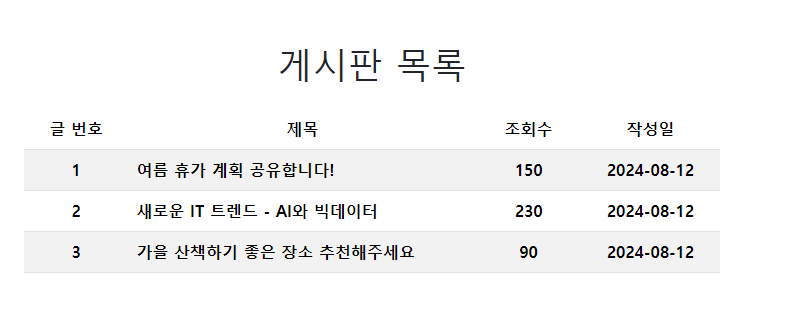 게시판 목록
글 번호 제목 조회수 작성일
1 여름 휴가 계획 공유합니다! 150 2024-08-12
2 새로운 IT 트렌드 - AI와 빅데이터 230 2024-08-12
3 가을 산책하기 좋은 장소 추천해주세요 90 2024-08-12